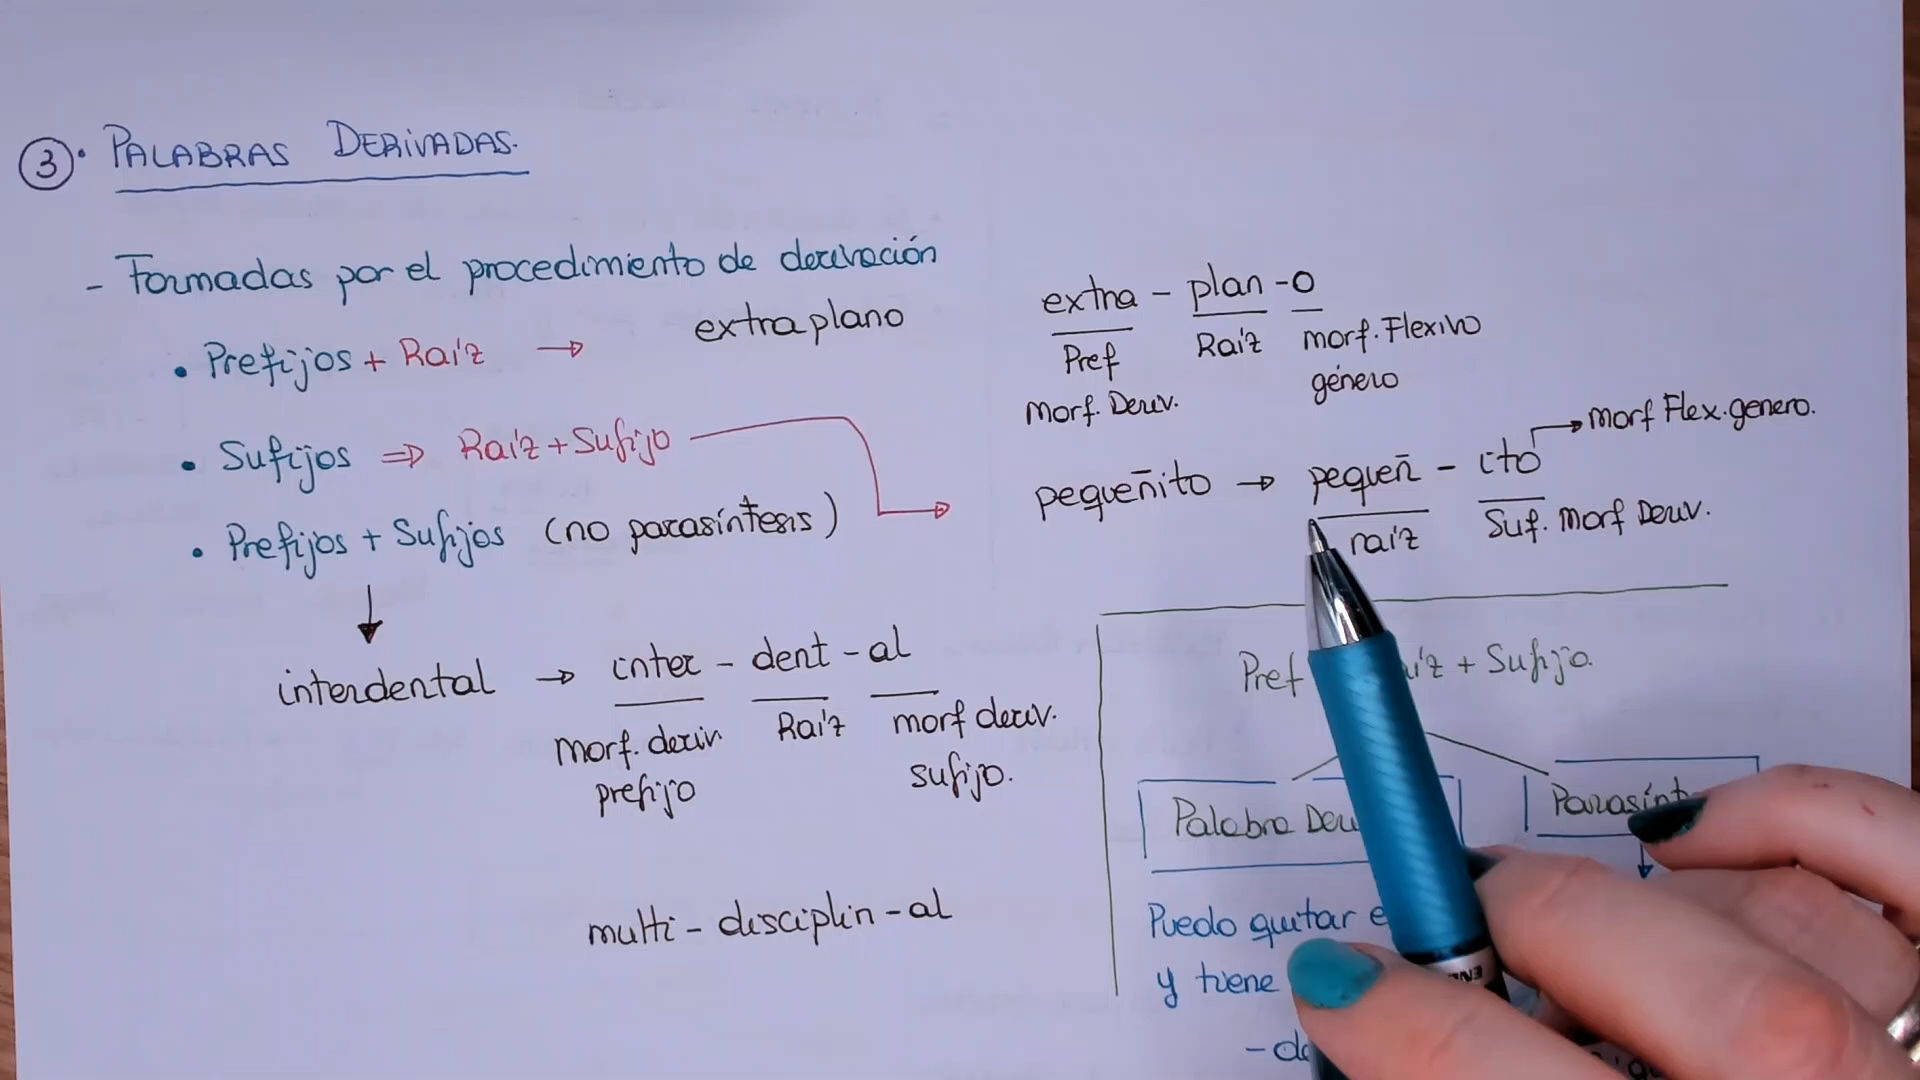 3. PALABRAS DERIVADAS.
- Formadas por el procedimiento de derivación
• Prefijos + Raíz → extraplano
• Sufijos ⇒ Raíz + Sufijo
• Prefijos + Sufijos (no parasíntesis)
interdental → inter - dent - al
morf. deriv Raíz morf deriv.
prefijo sufijo.
multi - disciplin - al
extra - plan - o
Pref Raíz morf. Flexivo
Morf. Deriv. género
→ Morf Flex. genero.
pequeñito → pequeñ - ito
raíz Suf. Morf Deriv.
Pref + Sufijo.
Palabra
Puedo quitar
y tiene